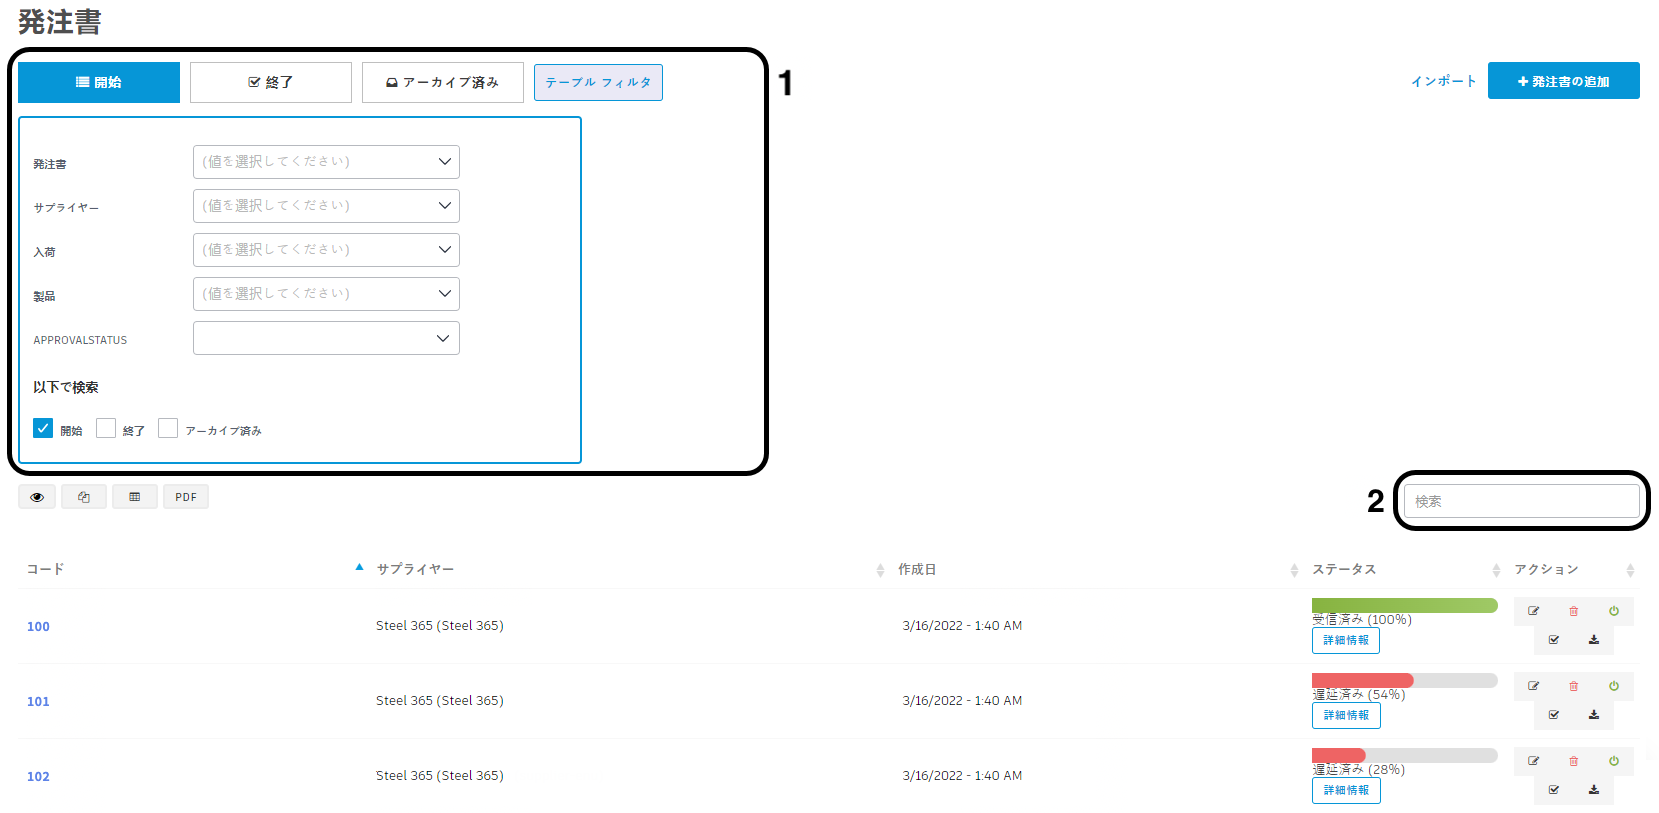 発注書
開始 終了 アーカイブ済み テーブル フィルタ 1 インポート 発注書の追加
発注書 (値を選択してください)
サプライヤー (値を選択してください)
入荷 (値を選択してください)
製品 (値を選択してください)
APPROVALSTATUS
以下で検索
開始 終了 アーカイブ済み
PDF 2 検索
コード サプライヤー 作成日 ステータス アクション
100 Steel 365 (Steel 365) 3/16/2022 - 1:40 AM 受信済み (100%)
詳細情報
101 Steel 365 (Steel 365) 3/16/2022 - 1:40 AM 遅延済み (54%)
詳細情報
102 Steel 365 (Steel 365) 3/16/2022 - 1:40 AM 遅延済み (28%)
詳細情報